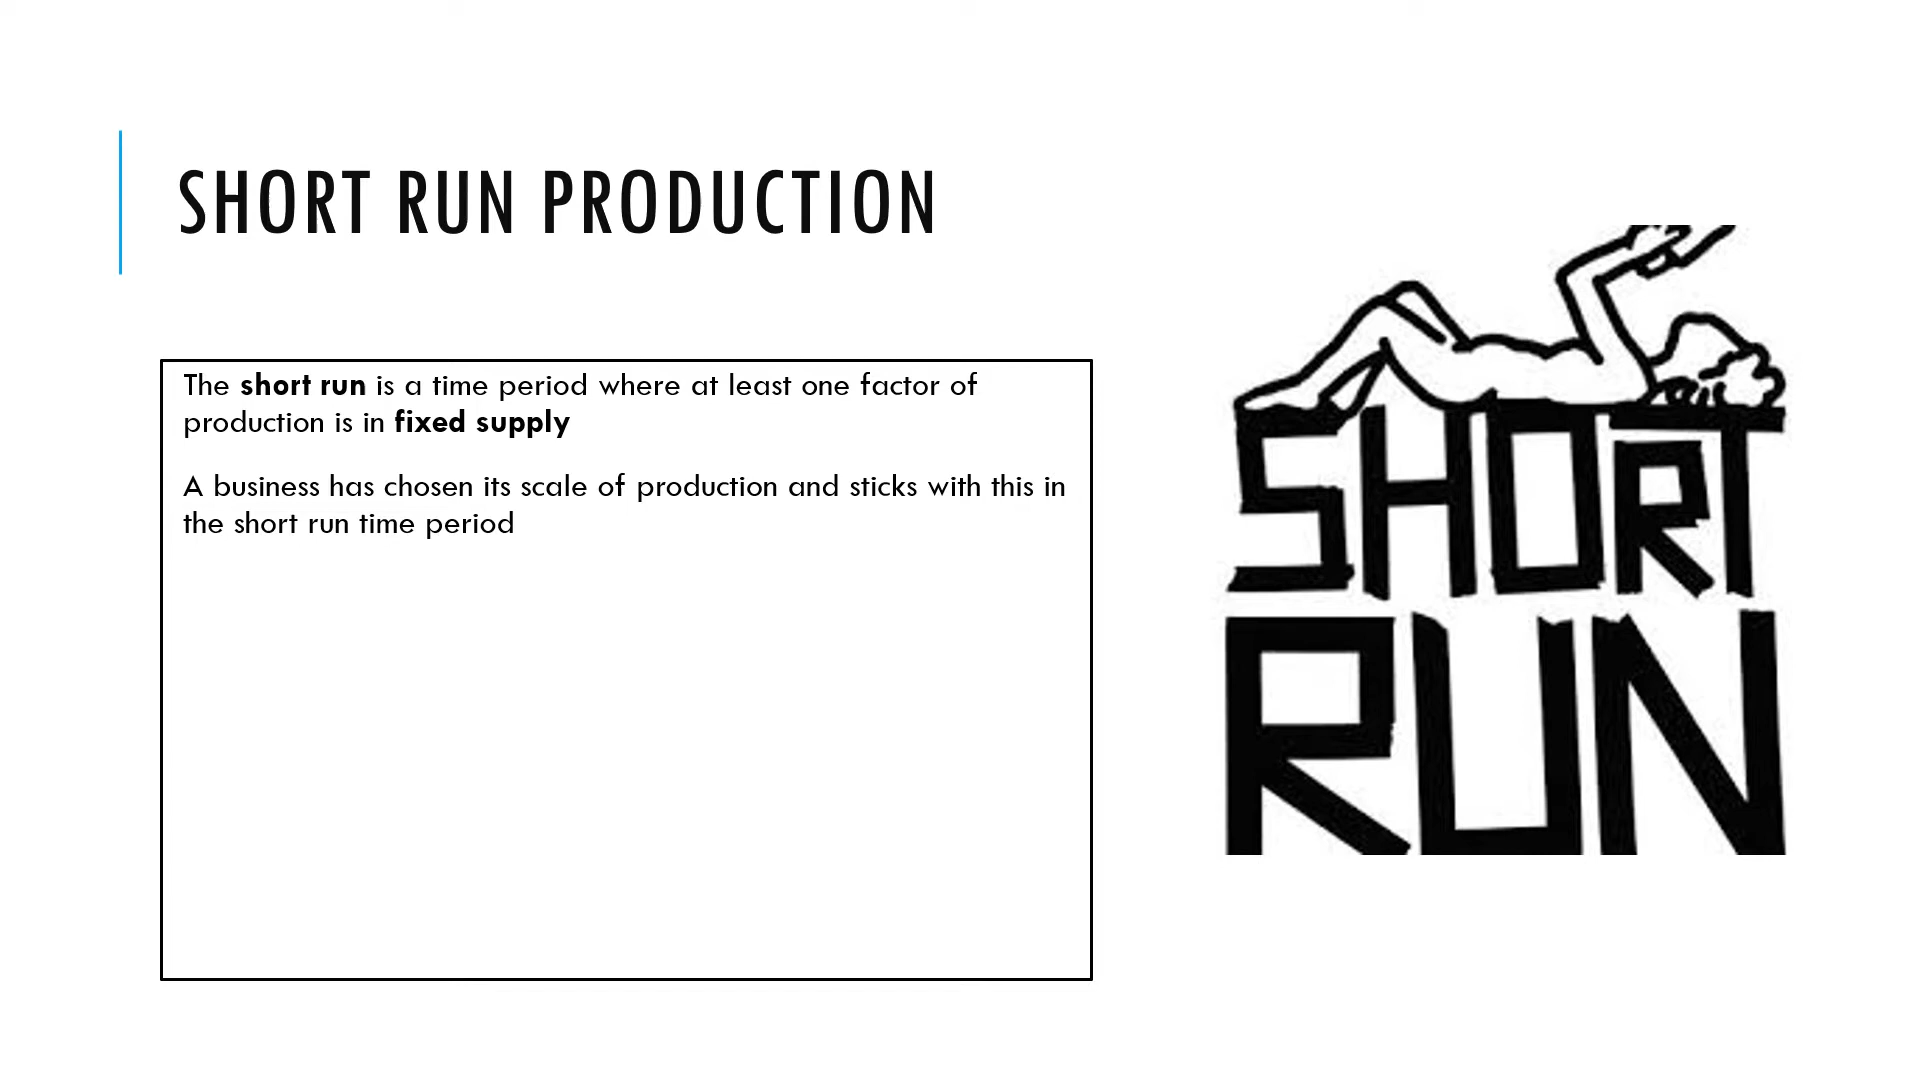 SHORT RUN PRODUCTION
The short run is a time period where at least one factor of
production is in fixed supply
A business has chosen its scale of production and sticks with this in
the short run time period
SHORT
RUN